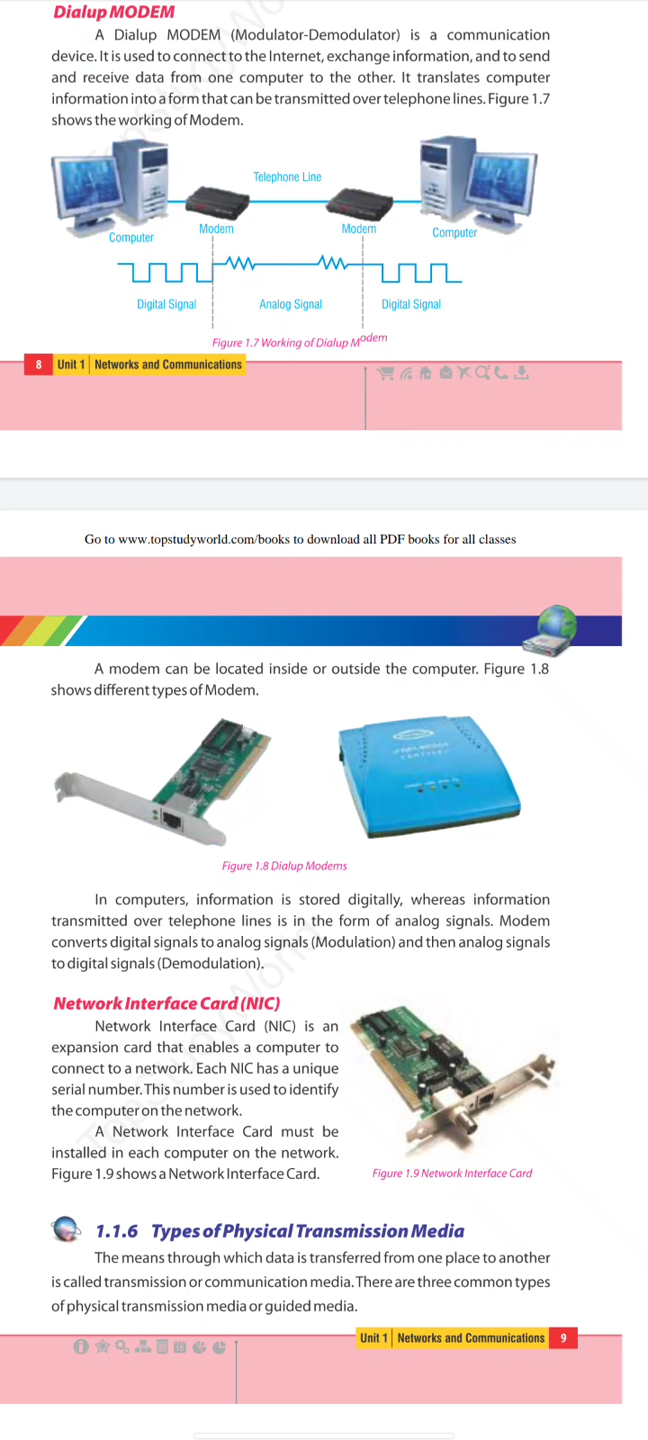 Dialup MODEM
A Dialup MODEM (Modulator-Demodulator) is a communication
device. It is used to connect to the Internet, exchange information, and to send
and receive data from one computer to the other. It translates computer
information into a form that can be transmitted over telephone lines. Figure 1.7
shows the working of Modem.
Telephone Line
Modem
Modem
Computer
Computer
Digital Signal
Analog Signal
Digital Signal
Figure 1.7 Working of Dialup Modem
8 Unit 1 Networks and Communications
Go to www.topstudyworld.com/books to download all PDF books for all classes
A modem can be located inside or outside the computer. Figure 1.8
shows different types of Modem.
Figure 1.8 Dialup Modems
In computers, information is stored digitally, whereas information
transmitted over telephone lines is in the form of analog signals. Modem
converts digital signals to analog signals (Modulation) and then analog signals
to digital signals (Demodulation).
Network Interface Card (NIC)
Network Interface Card (NIC) is an
expansion card that enables a computer to
connect to a network. Each NIC has a unique
serial number. This number is used to identify
the computer on the network.
A Network Interface Card must be
installed in each computer on the network.
Figure 1.9 shows a Network Interface Card.
Figure 1.9 Network Interface Card
1.1.6 Types of Physical Transmission Media
The means through which data is transferred from one place to another
is called transmission or communication media. There are three common types
of physical transmission media or guided media.
Unit 1 Networks and Communications 9